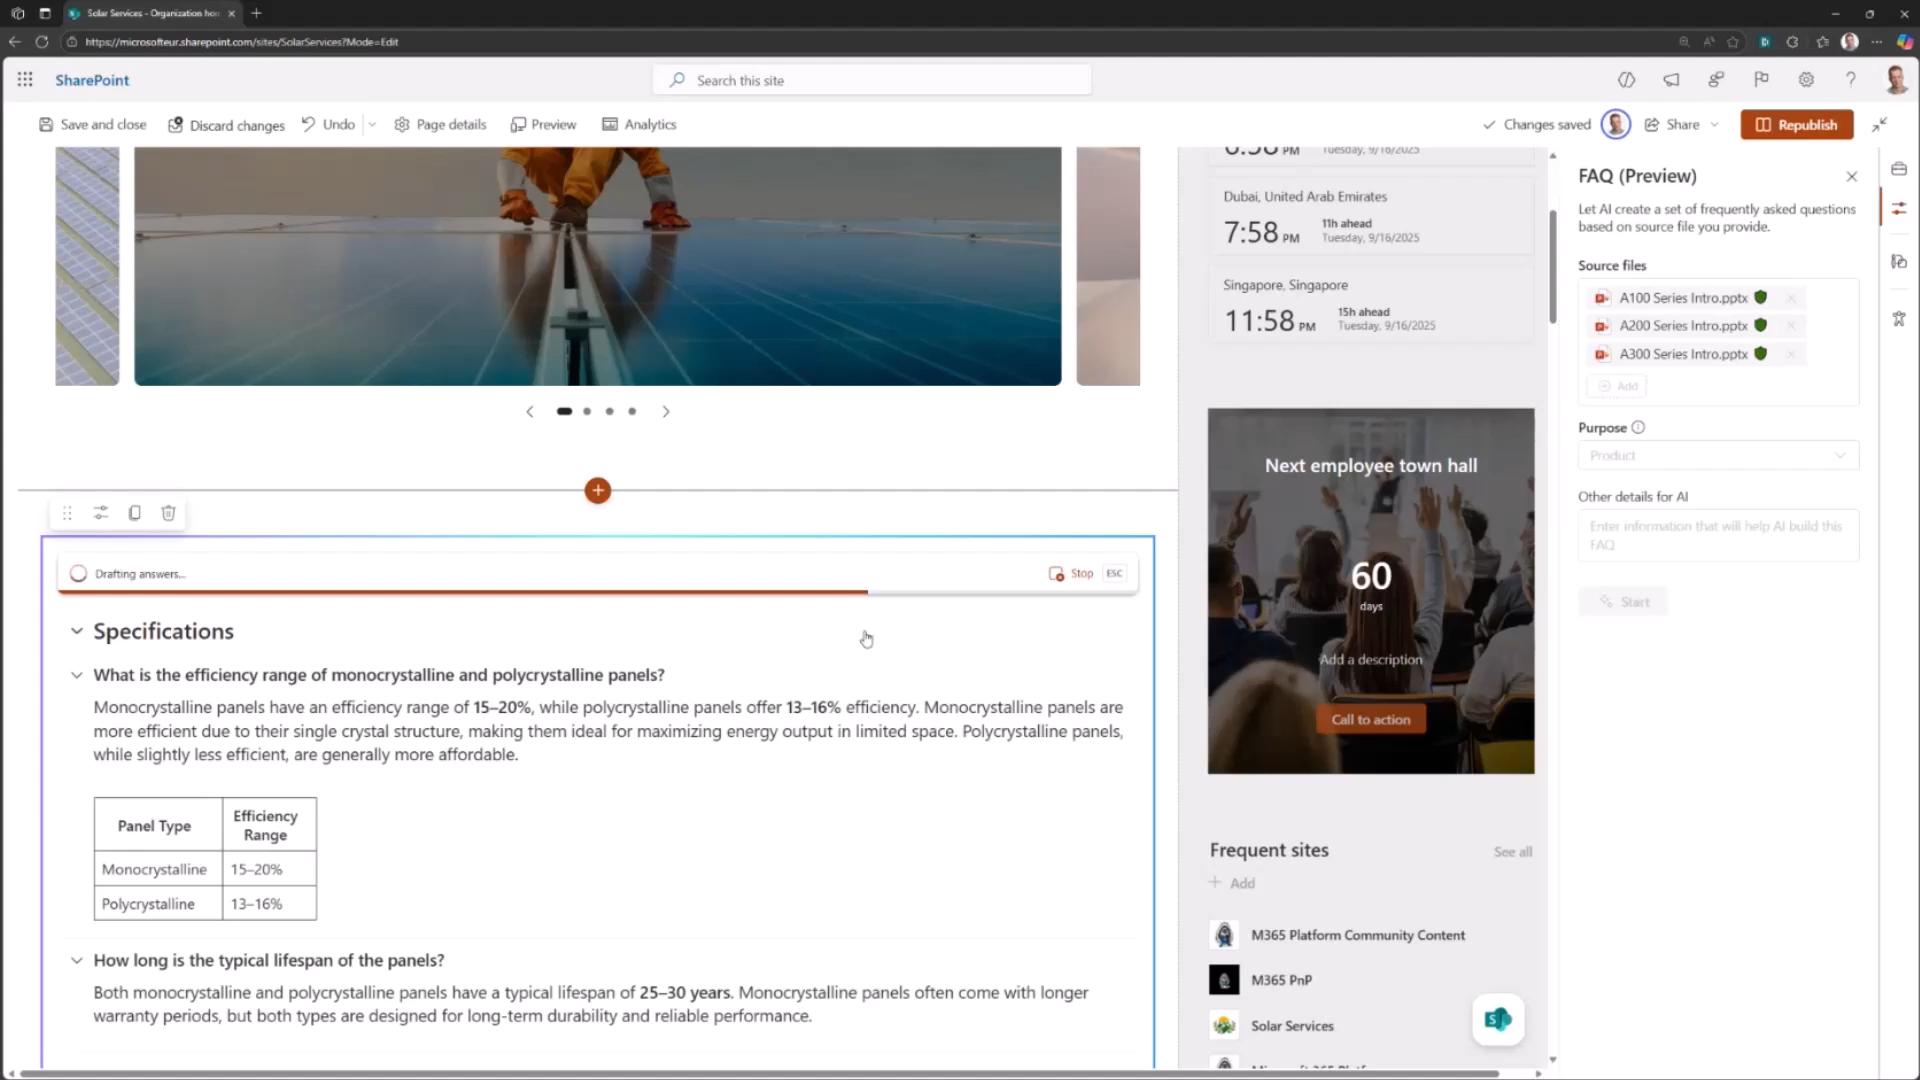 Solar Services - Organization hom
https://microsofteur.sharepoint.com/sites/SolarServices?Mode=Edit
SharePoint
Search this site
Save and close
Discard changes
Undo
Page details
Preview
Analytics
Changes saved
Share
Republish
PM
Tuesday, 9/16/2025
Dubai, United Arab Emirates
7:58 PM
11h ahead
Tuesday, 9/16/2025
Singapore, Singapore
11:58 PM
15h ahead
Tuesday, 9/16/2025
Next employee town hall
60
days
Add a description
Call to action
Frequent sites
See all
Add
M365 Platform Community Content
M365 PnP
Solar Services
Drafting answers...
Stop ESC
Specifications
What is the efficiency range of monocrystalline and polycrystalline panels?
Monocrystalline panels have an efficiency range of 15–20%, while polycrystalline panels offer 13–16% efficiency. Monocrystalline panels are
more efficient due to their single crystal structure, making them ideal for maximizing energy output in limited space. Polycrystalline panels,
while slightly less efficient, are generally more affordable.
Panel Type
Efficiency
Range
Monocrystalline 15–20%
Polycrystalline 13–16%
How long is the typical lifespan of the panels?
Both monocrystalline and polycrystalline panels have a typical lifespan of 25–30 years. Monocrystalline panels often come with longer
warranty periods, but both types are designed for long-term durability and reliable performance.
FAQ (Preview)
Let AI create a set of frequently asked questions
based on source file you provide.
Source files
A100 Series Intro.pptx
A200 Series Intro.pptx
A300 Series Intro.pptx
Add
Purpose
Product
Other details for AI
Enter information that will help AI build this
FAQ
Start